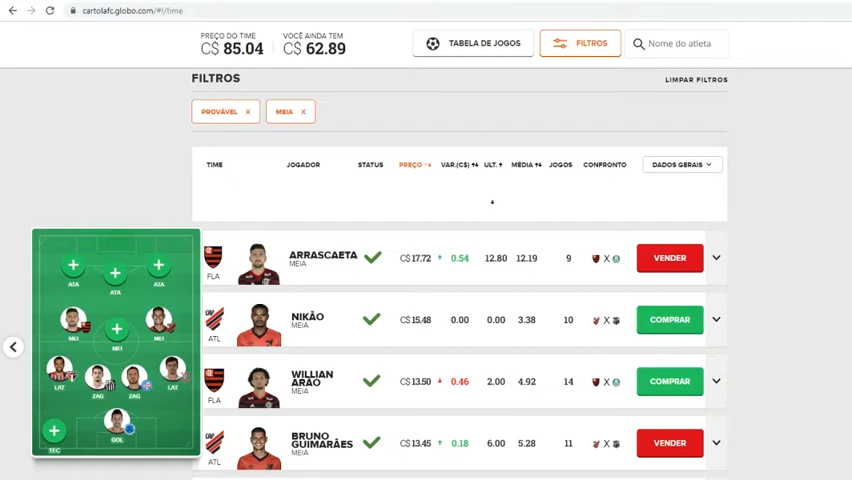 cartolafc.globo.com/#!/time
PREÇO DO TIME
C$ 85.04
VOCÊ AINDA TEM
C$ 62.89
TABELA DE JOGOS
FILTROS
Nome do atleta
FILTROS
LIMPAR FILTROS
PROVÁVEL X
MEIA X
TIME JOGADOR STATUS PREÇO VAR.(C$) ULT. MÉDIA JOGOS CONFRONTO DADOS GERAIS
FLA
ARRASCAETA
MEIA
C$ 17.72 0.54 12.80 12.19 9 X VENDER
ATL
NIKÃO
MEIA
C$ 15.48 0.00 0.00 3.38 10 X COMPRAR
FLA
WILLIAN
ARÃO
MEIA
C$ 13.50 0.46 2.00 4.92 14 X COMPRAR
ATL
BRUNO
GUIMARÃES
MEIA
C$ 13.45 0.18 6.00 5.28 11 X VENDER
ATA ATA ATA
MEI MEI MEI
LAT ZAG ZAG LAT
GOL
TEC